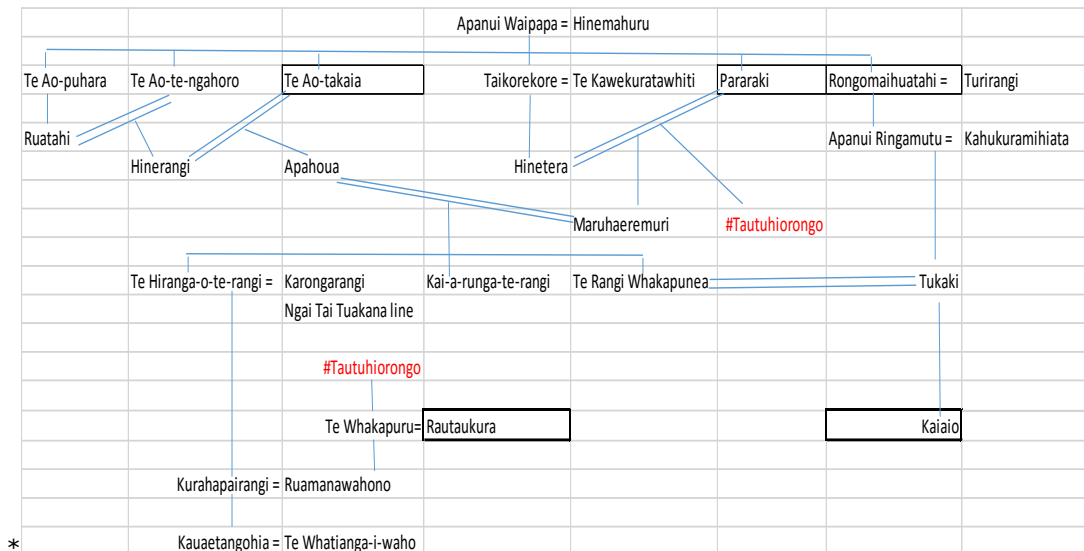 Apanui Waipapa = Hinemahuru
Te Ao-puhara Te Ao-te-ngahoro Te Ao-takaia Taikorekore = Te Kawekuratawhiti Pararaki Rongomaihuatahi = Turirangi
Ruatahi Apanui Ringamutu = Kahukuramihiata
Hinerangi Apahoua Hinetera
Maruhaeremuri #Tautuhiorongo
Te Hiranga-o-te-rangi = Karongarangi Kai-a-runga-te-rangi Te Rangi Whakapunea Tukaki
Ngai Tai Tuakana line
#Tautuhiorongo
Te Whakapuru= Rautaukura Kaiaio
Kurahapairangi = Ruamanawahono
* Kauaetangohia = Te Whatianga-i-waho